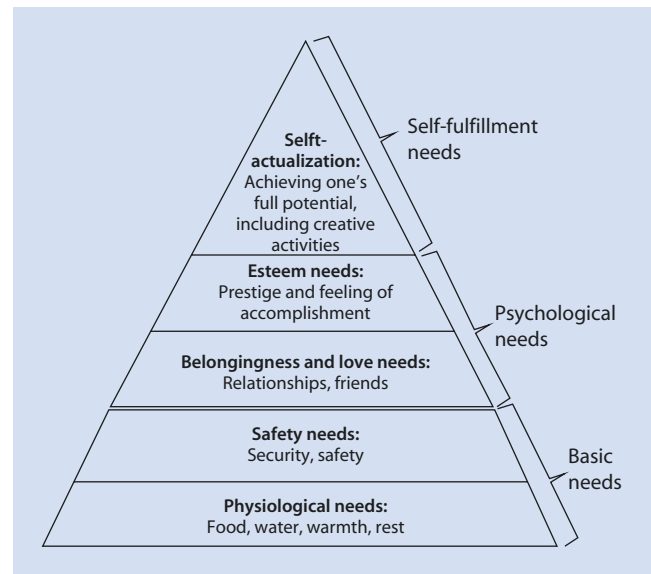 Selft-
actualization:
Achieving one's
full potential,
including creative
activities
Self-fulfillment
needs
Esteem needs:
Prestige and feeling of
accomplishment
Psychological
needs
Belongingness and love needs:
Relationships, friends
Safety needs:
Security, safety
Basic
needs
Physiological needs:
Food, water, warmth, rest